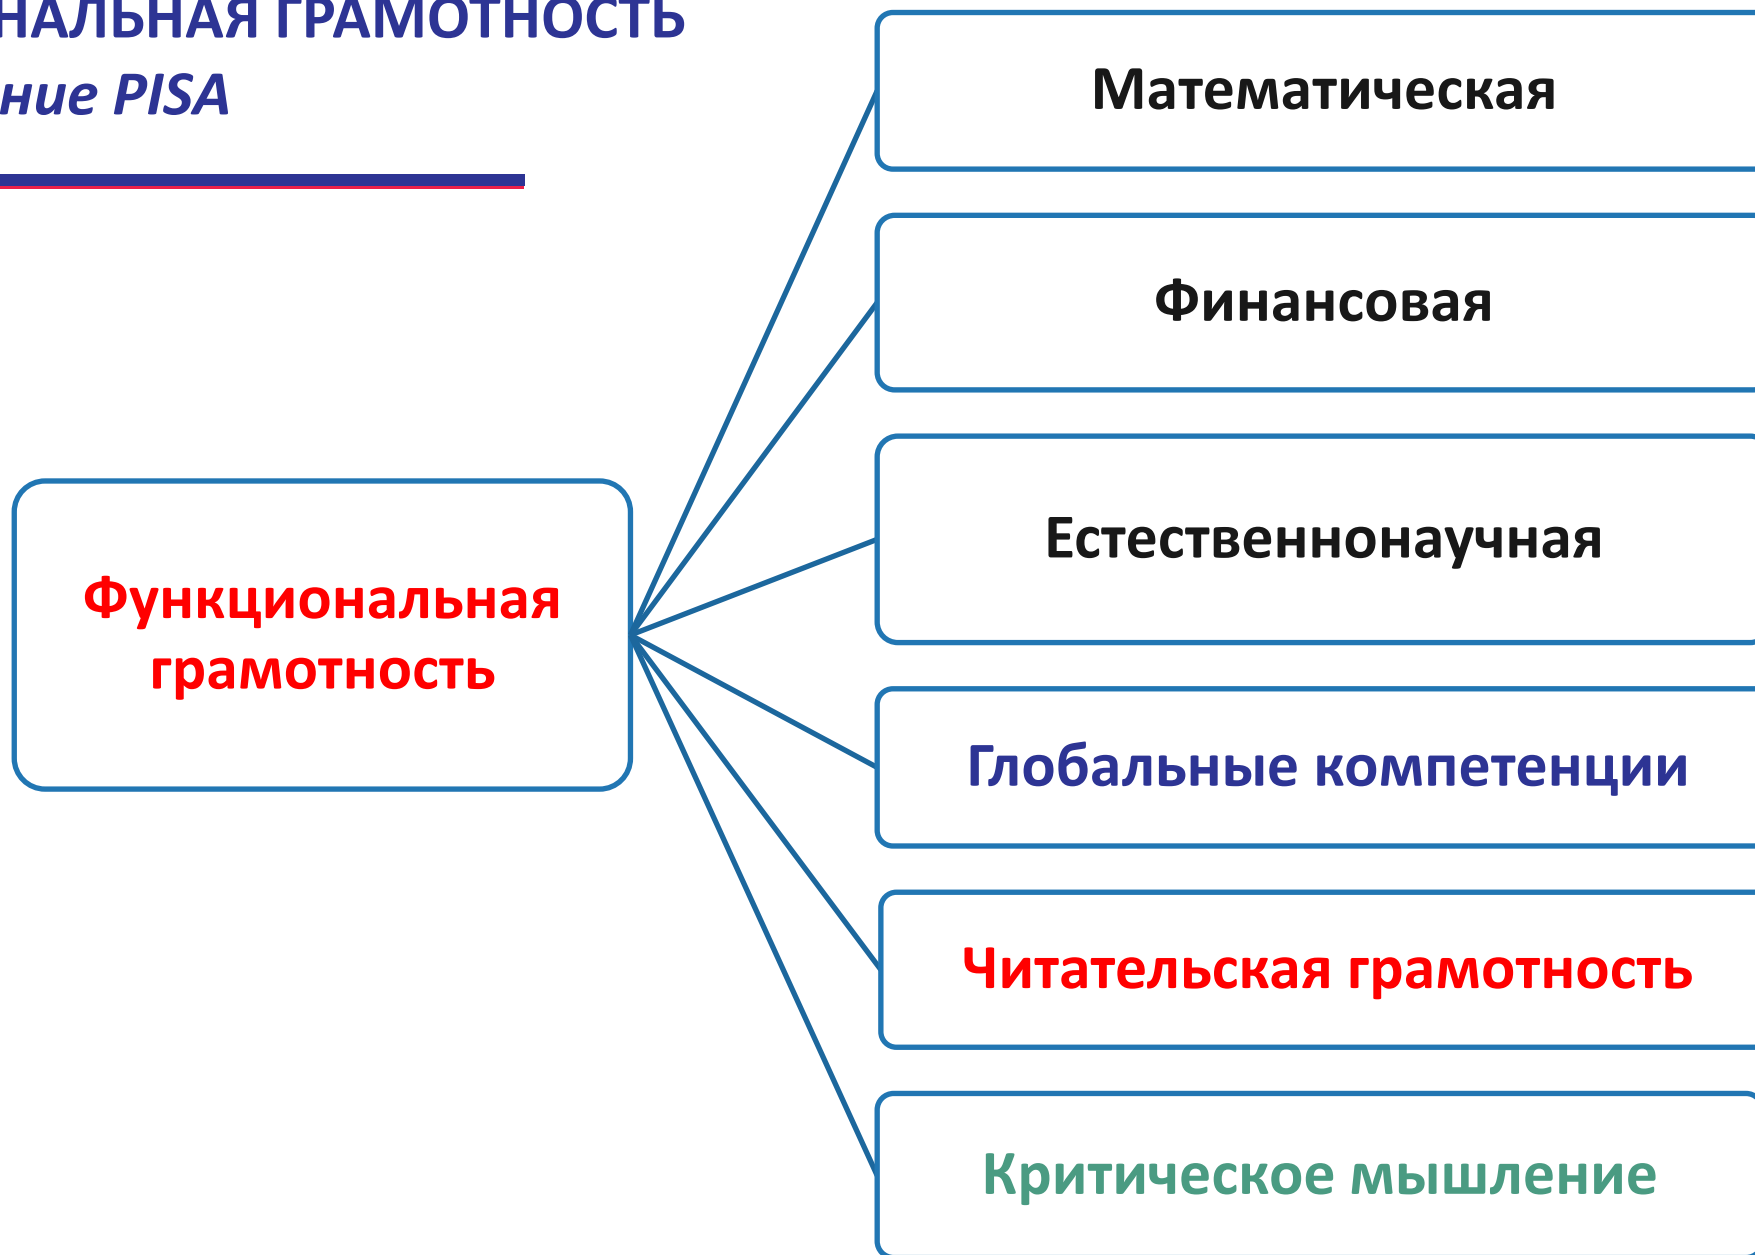 НАЛЬНАЯ ГРАМОТНОСТЬ
ние PISA
Математическая
Финансовая
Естественнонаучная
Функциональная
грамотность
Глобальные компетенции
Читательская грамотность
Критическое мышление